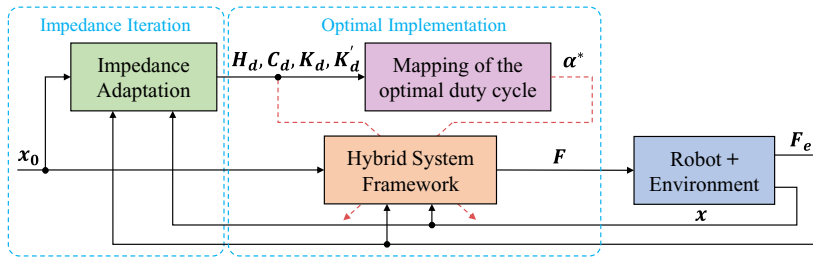 Impedance Iteration
Optimal Implementation
Impedance
Adaptation
H_d, C_d, K_d, K_d'
Mapping of the
optimal duty cycle
α*
x_0
Hybrid System
Framework
F
Robot +
Environment
F_e
x